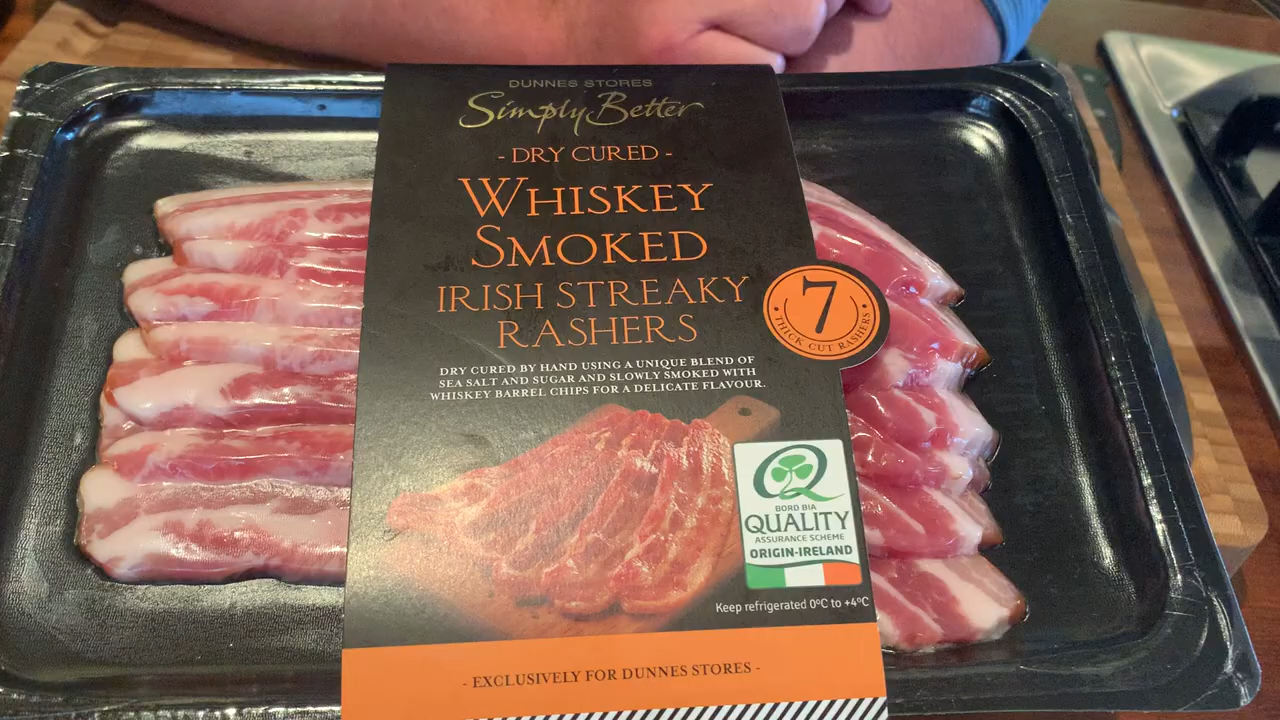 DUNNES STORES
Simply Better
- DRY CURED -
WHISKEY
SMOKED
IRISH STREAKY
RASHERS
7
THICK CUT RASHERS
DRY CURED BY HAND USING A UNIQUE BLEND OF
SEA SALT AND SUGAR AND SLOWLY SMOKED WITH
WHISKEY BARREL CHIPS FOR A DELICATE FLAVOUR.
BORD BIA
QUALITY
ASSURANCE SCHEME
ORIGIN-IRELAND
Keep refrigerated 0°C to +4°C
- EXCLUSIVELY FOR DUNNES STORES -